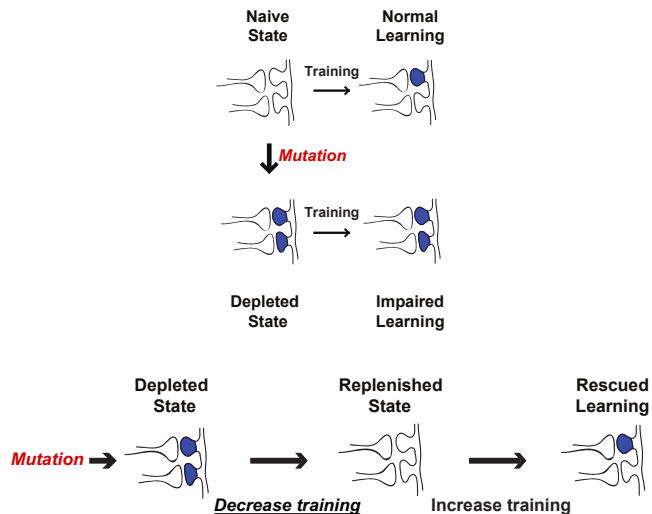 Naive
State
Normal
Learning
Training
Mutation
Training
Depleted
State
Impaired
Learning
Depleted
State
Replenished
State
Rescued
Learning
Mutation
Decrease training
Increase training